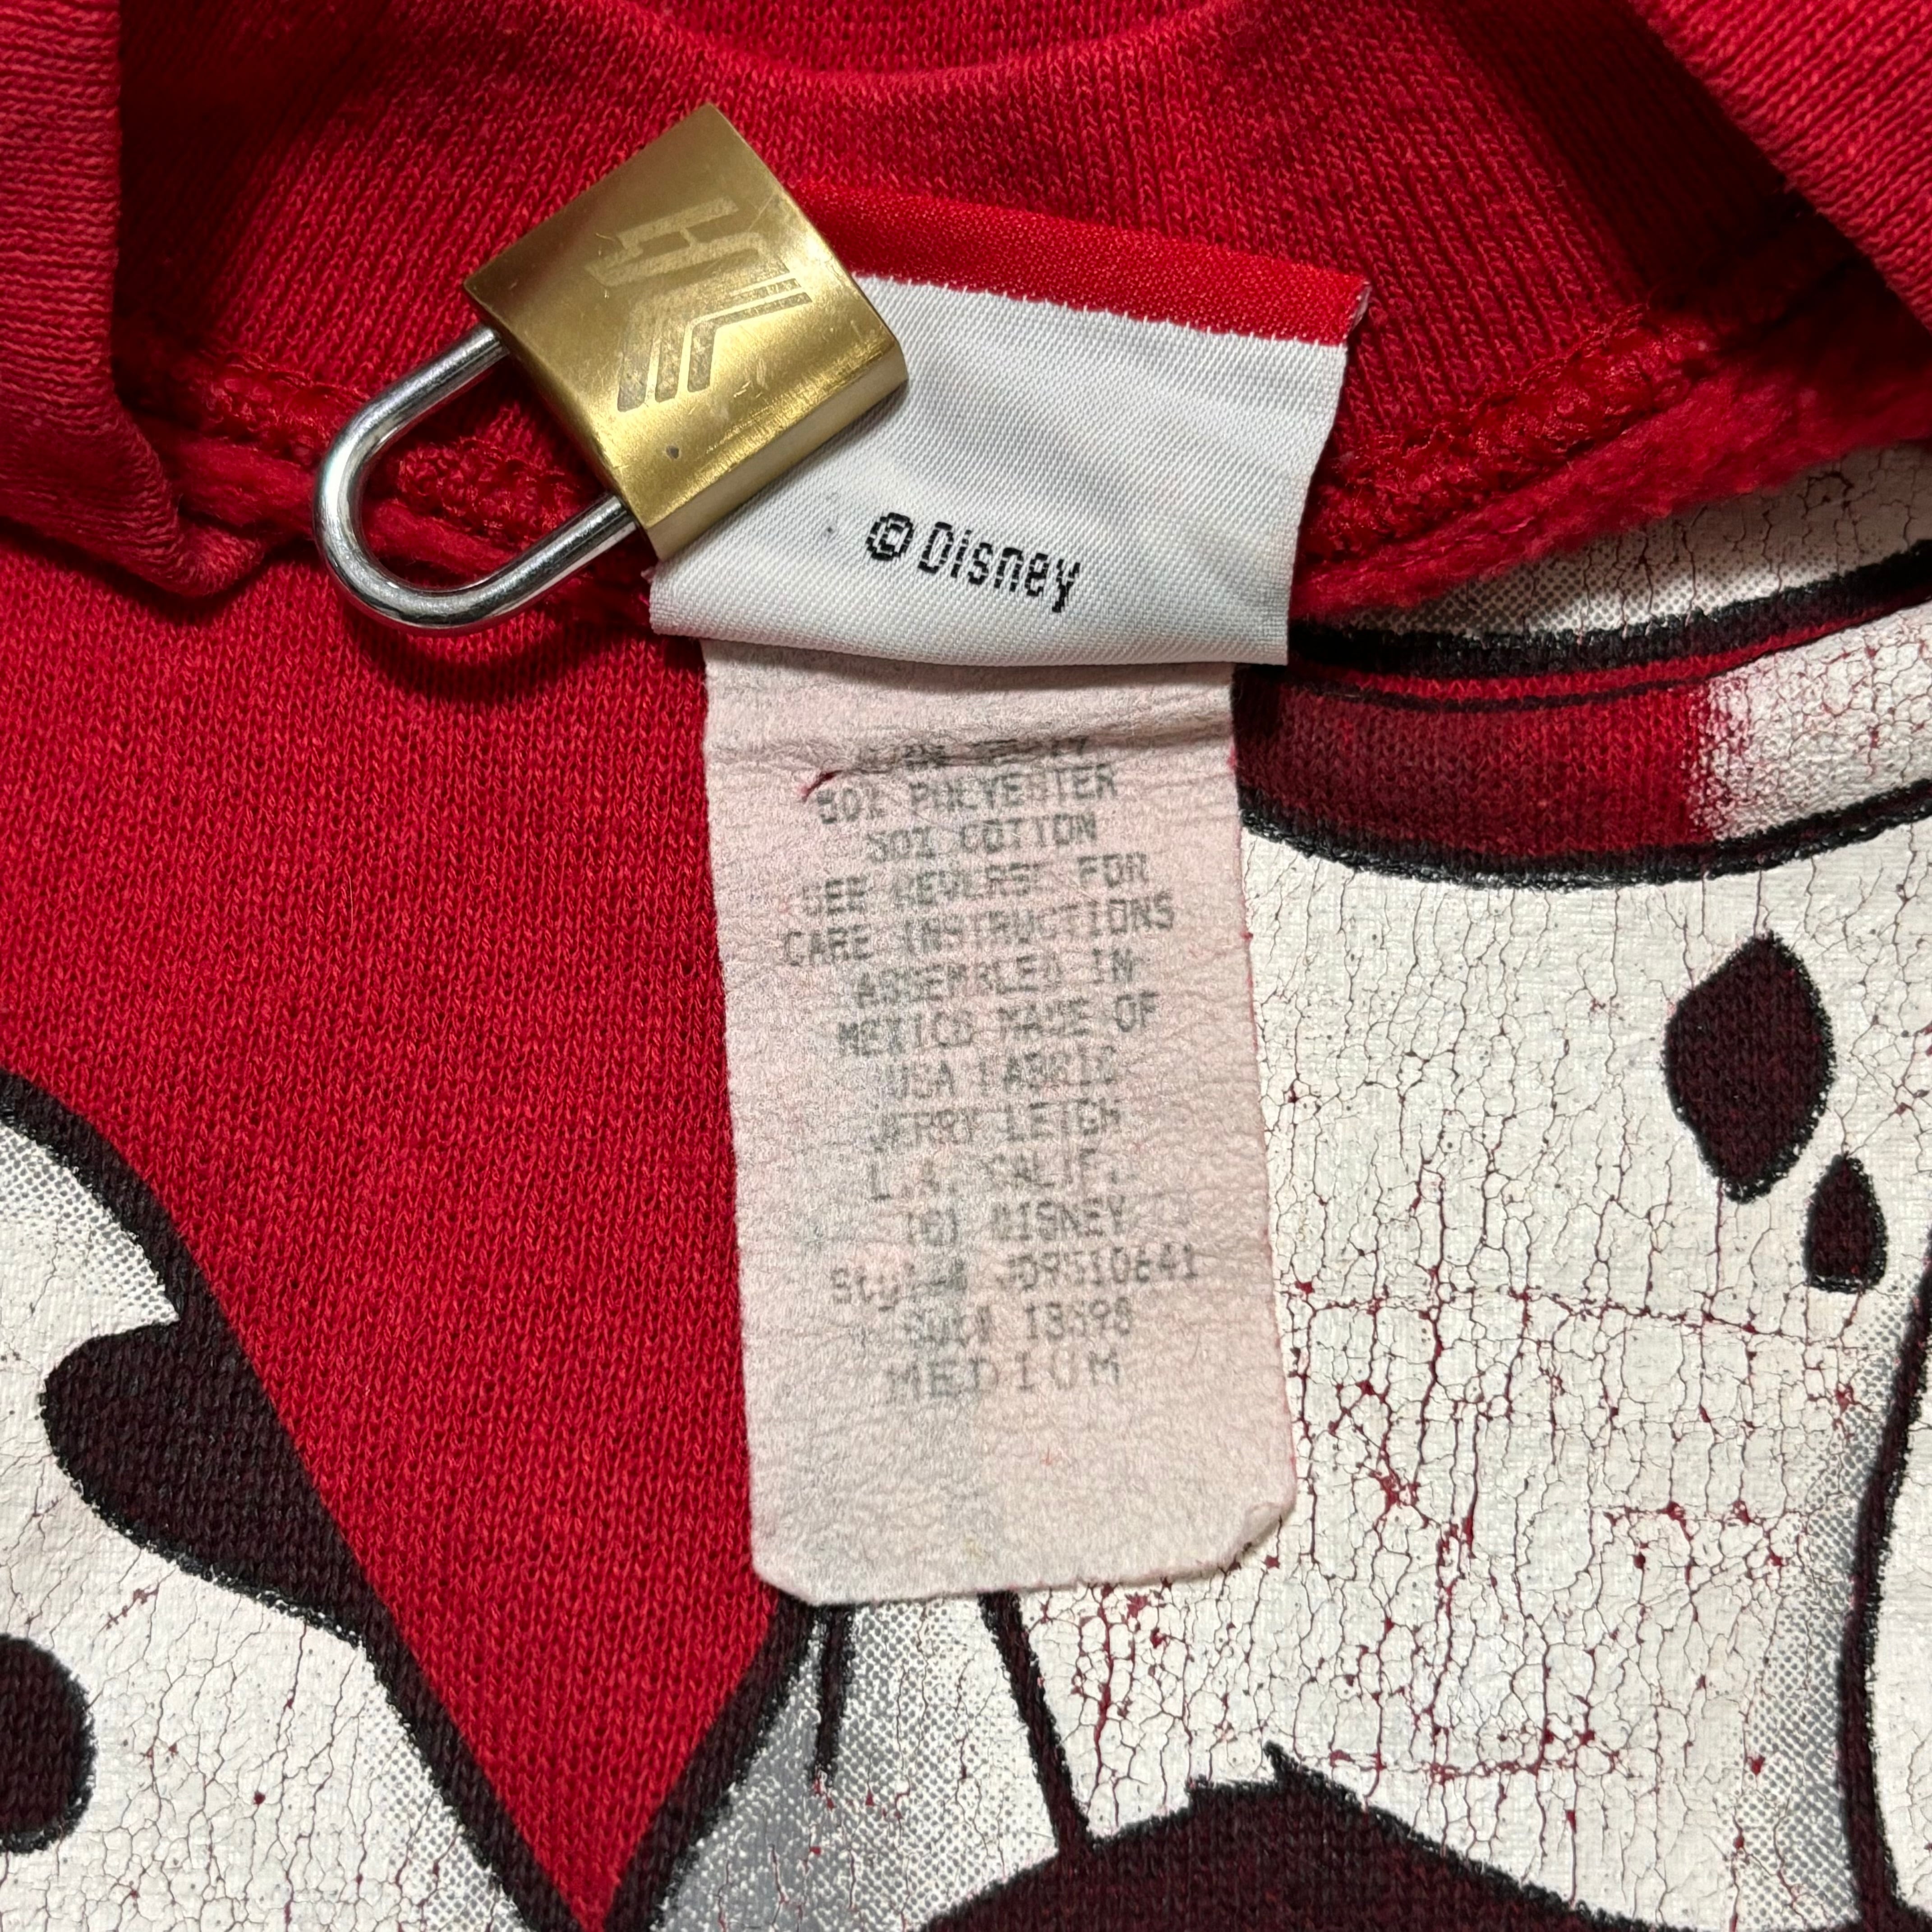 © Disney
50% POLYESTER
50% COTTON
SEE REVERSE FOR
CARE INSTRUCTIONS
ASSEMBLED IN
MEXICO MADE OF
USA FABRIC
JERRY LEIGH
L.A. CALIF.
(C) DISNEY
MEDIUM